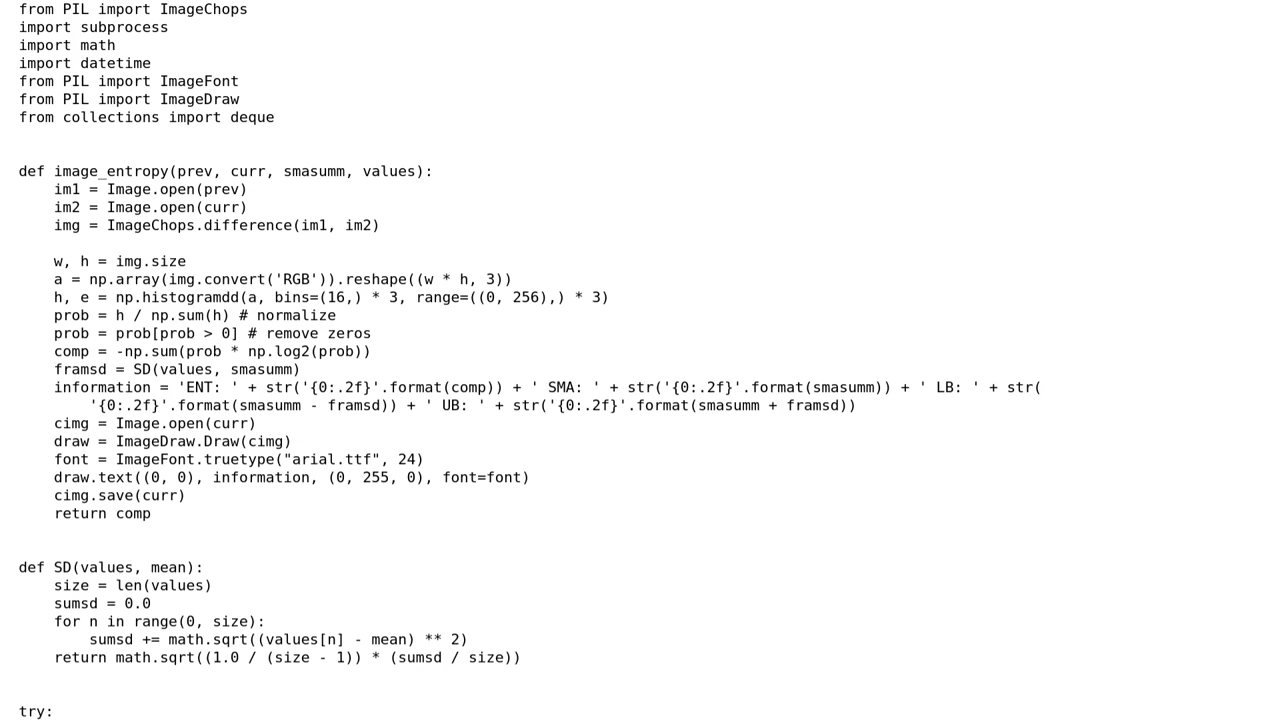 from PIL import ImageChops
import subprocess
import math
import datetime
from PIL import ImageFont
from PIL import ImageDraw
from collections import deque


def image_entropy(prev, curr, smasumm, values):
    im1 = Image.open(prev)
    im2 = Image.open(curr)
    img = ImageChops.difference(im1, im2)

    w, h = img.size
    a = np.array(img.convert('RGB')).reshape((w * h, 3))
    h, e = np.histogramdd(a, bins=(16,) * 3, range=((0, 256),) * 3)
    prob = h / np.sum(h) # normalize
    prob = prob[prob > 0] # remove zeros
    comp = -np.sum(prob * np.log2(prob))
    framsd = SD(values, smasumm)
    information = 'ENT: ' + str('{0:.2f}'.format(comp)) + ' SMA: ' + str('{0:.2f}'.format(smasumm)) + ' LB: ' + str(
        '{0:.2f}'.format(smasumm - framsd)) + ' UB: ' + str('{0:.2f}'.format(smasumm + framsd))
    cimg = Image.open(curr)
    draw = ImageDraw.Draw(cimg)
    font = ImageFont.truetype("arial.ttf", 24)
    draw.text((0, 0), information, (0, 255, 0), font=font)
    cimg.save(curr)
    return comp


def SD(values, mean):
    size = len(values)
    sumsd = 0.0
    for n in range(0, size):
        sumsd += math.sqrt((values[n] - mean) ** 2)
    return math.sqrt((1.0 / (size - 1)) * (sumsd / size))


try: